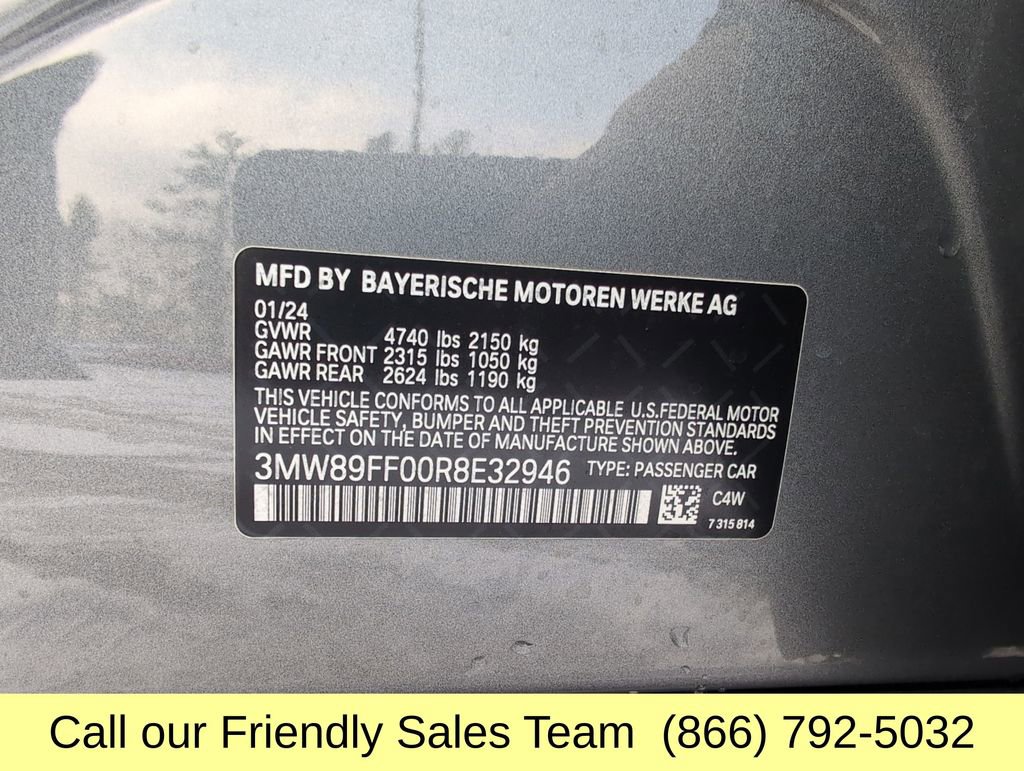 MFD BY BAYERISCHE MOTOREN WERKE AG
01/24
GVWR 4740 lbs 2150 kg
GAWR FRONT 2315 lbs 1050 kg
GAWR REAR 2624 lbs 1190 kg
THIS VEHICLE CONFORMS TO ALL APPLICABLE U.S.FEDERAL MOTOR
VEHICLE SAFETY, BUMPER AND THEFT PREVENTION STANDARDS
IN EFFECT ON THE DATE OF MANUFACTURE SHOWN ABOVE.
3MW89FF00R8E32946 TYPE: PASSENGER CAR
C4W
7 315 814
Call our Friendly Sales Team (866) 792-5032